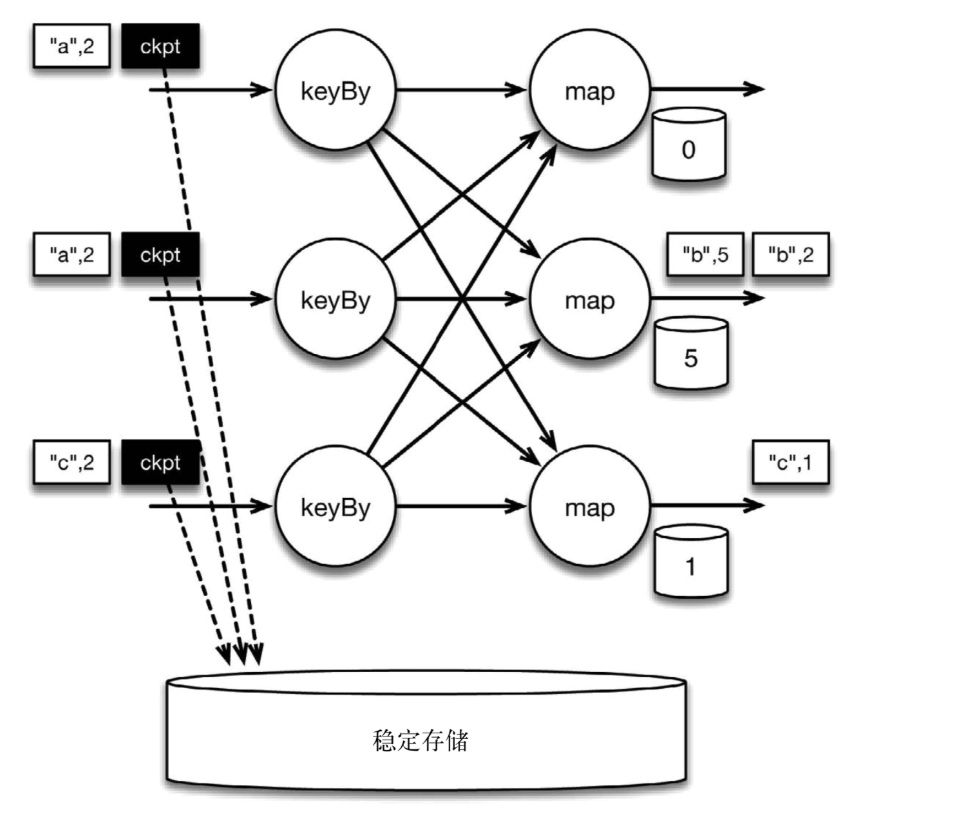 "a",2 ckpt
keyBy map
0
"a",2 ckpt "b",5 "b",2
keyBy map
5
"c",2 ckpt "c",1
keyBy map
1
稳定存储